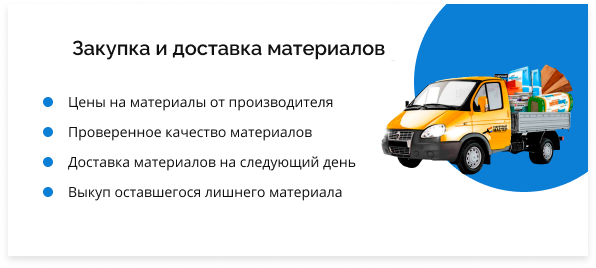 Закупка и доставка материалов
Цены на материалы от производителя
Проверенное качество материалов
Доставка материалов на следующий день
Выкуп оставшегося лишнего материала